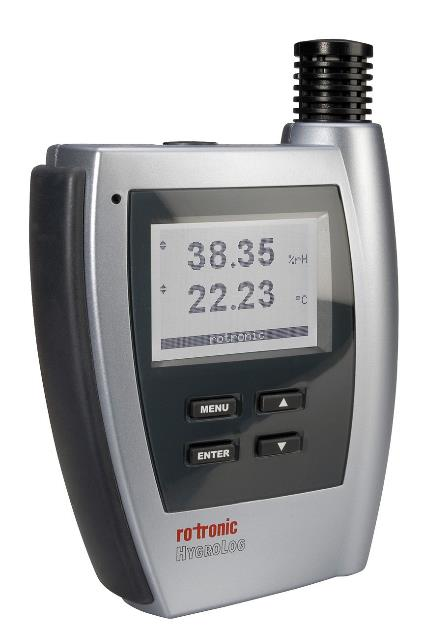 38.35 %rH
22.23 °C
rotronic
MENU
ENTER
rotronic
HYGROLOG